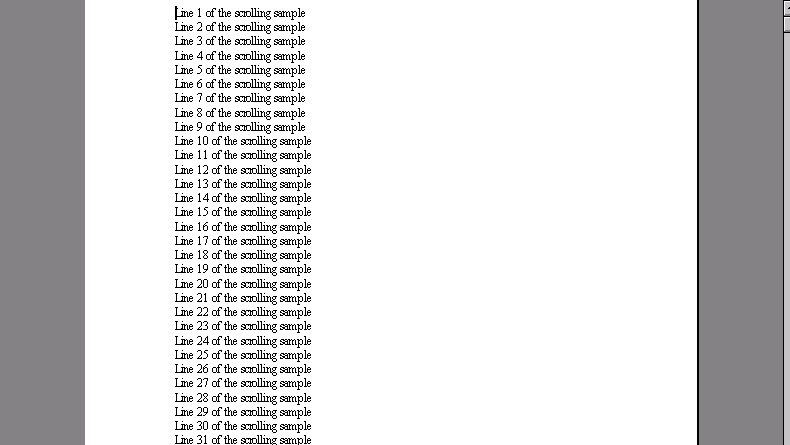 Line 1 of the scrolling sample
Line 2 of the scrolling sample
Line 3 of the scrolling sample
Line 4 of the scrolling sample
Line 5 of the scrolling sample
Line 6 of the scrolling sample
Line 7 of the scrolling sample
Line 8 of the scrolling sample
Line 9 of the scrolling sample
Line 10 of the scrolling sample
Line 11 of the scrolling sample
Line 12 of the scrolling sample
Line 13 of the scrolling sample
Line 14 of the scrolling sample
Line 15 of the scrolling sample
Line 16 of the scrolling sample
Line 17 of the scrolling sample
Line 18 of the scrolling sample
Line 19 of the scrolling sample
Line 20 of the scrolling sample
Line 21 of the scrolling sample
Line 22 of the scrolling sample
Line 23 of the scrolling sample
Line 24 of the scrolling sample
Line 25 of the scrolling sample
Line 26 of the scrolling sample
Line 27 of the scrolling sample
Line 28 of the scrolling sample
Line 29 of the scrolling sample
Line 30 of the scrolling sample
Line 31 of the scrolling sample